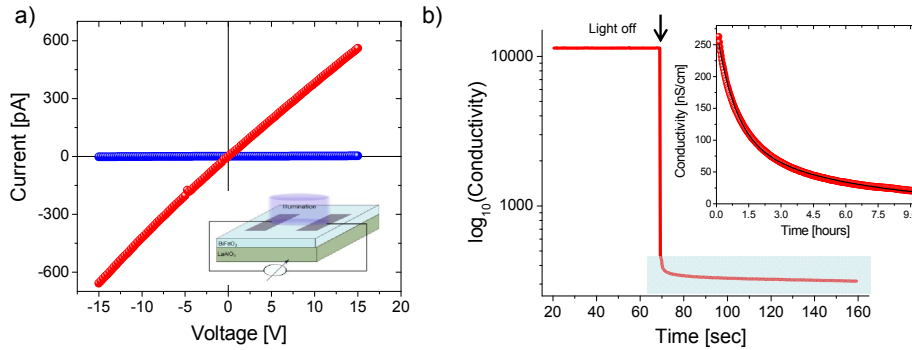 a)
Current [pA]
600
300
0
-300
-600
-15
-10
-5
0
5
10
15
20
Voltage [V]
Illumination
BiFeO₃
LaAlO₃
b)
Light off
log₁₀(Conductivity)
10000
1000
20
40
60
80
100
120
140
160
Time [sec]
Conductivity [nS/cm]
250
200
150
100
50
0
0.0
1.5
3.0
4.5
6.0
7.5
Time [hours]